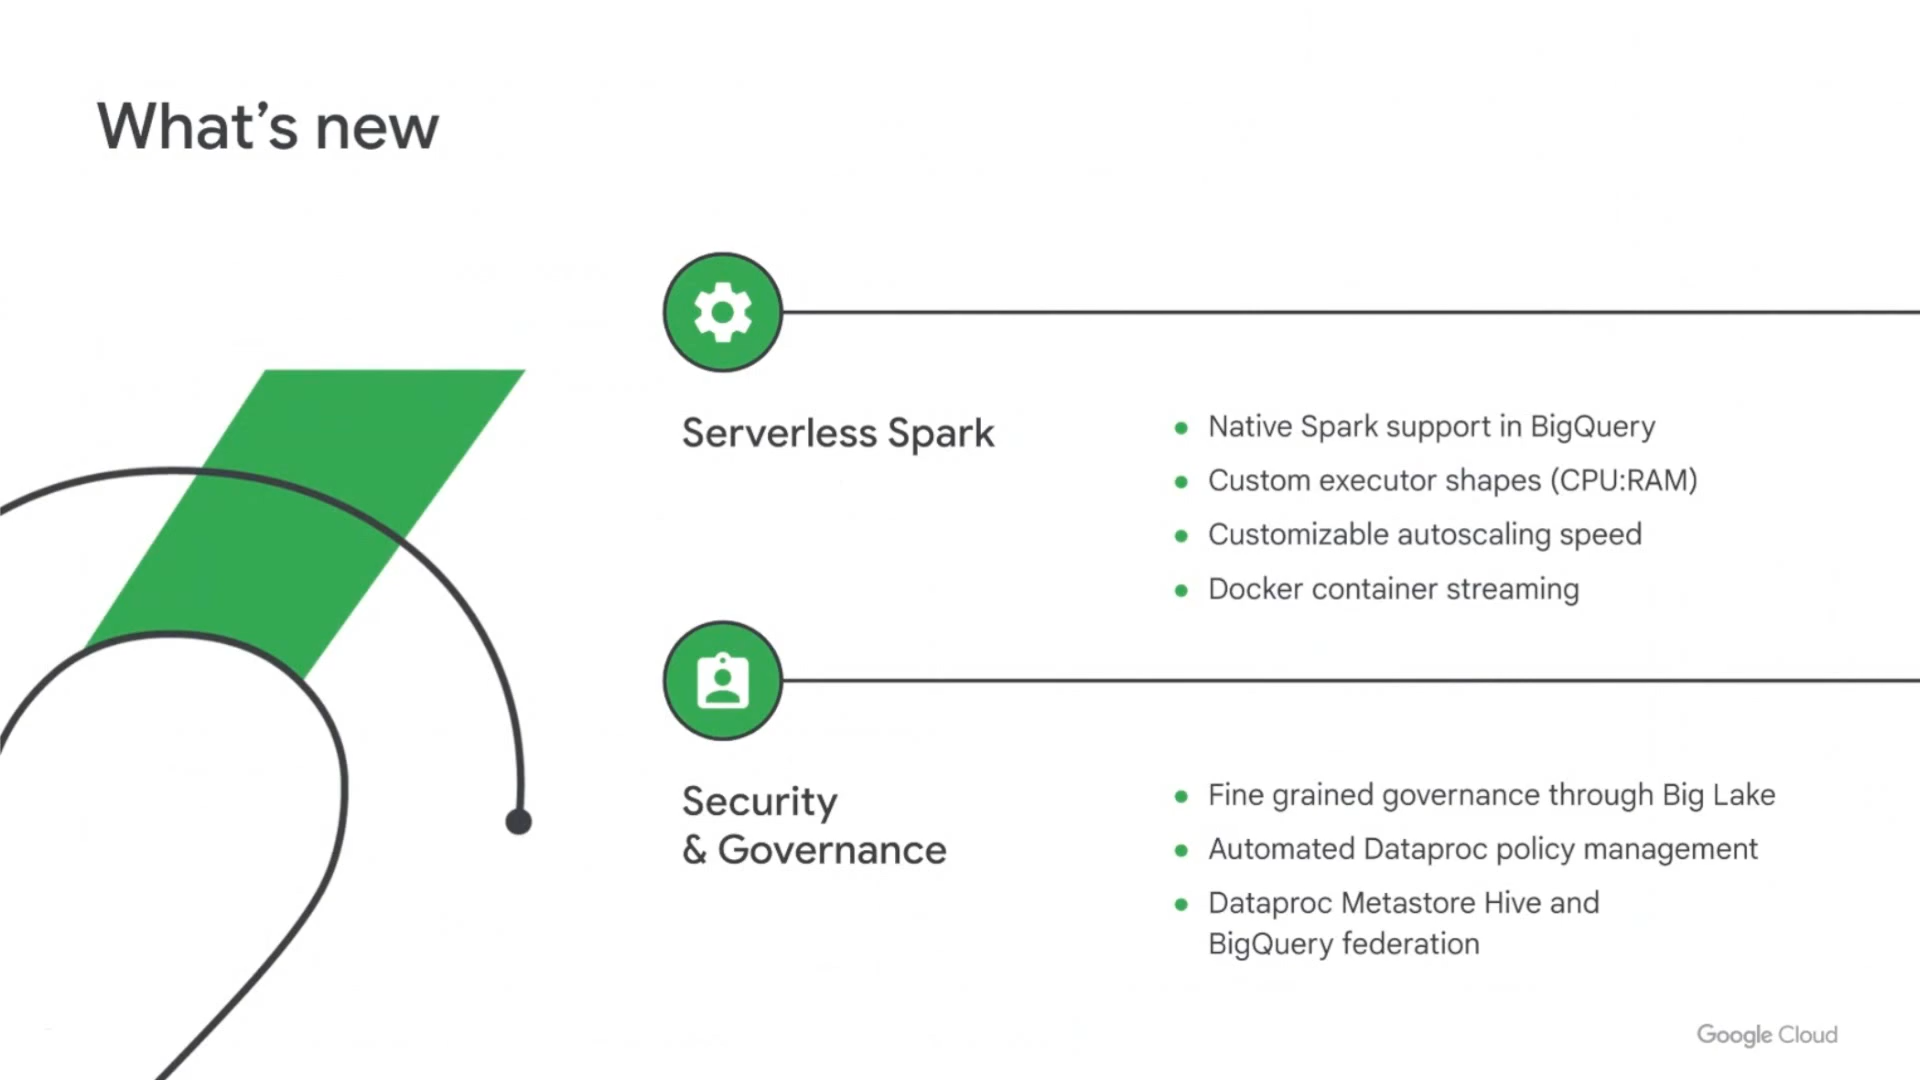 What's new
Serverless Spark
Native Spark support in BigQuery
Custom executor shapes (CPU:RAM)
Customizable autoscaling speed
Docker container streaming
Security
& Governance
Fine grained governance through Big Lake
Automated Dataproc policy management
Dataproc Metastore Hive and
BigQuery federation
Google Cloud